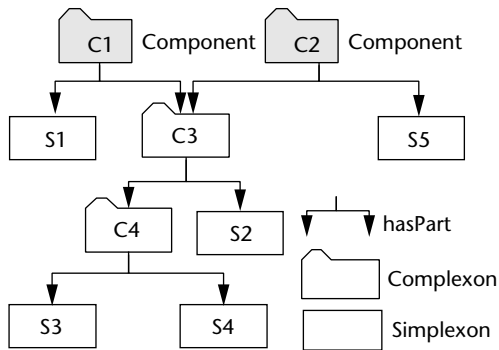 C1 Component C2 Component
S1 C3 S5
C4 S2 hasPart
Complexon
S3 S4 Simplexon